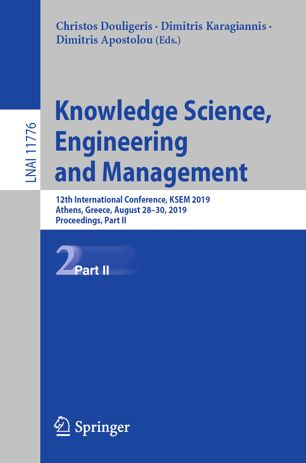 Christos Douligeris · Dimitris Karagiannis ·
Dimitris Apostolou (Eds.)
LNAI 11776
Knowledge Science,
Engineering
and Management
12th International Conference, KSEM 2019
Athens, Greece, August 28–30, 2019
Proceedings, Part II
2 Part II
Springer